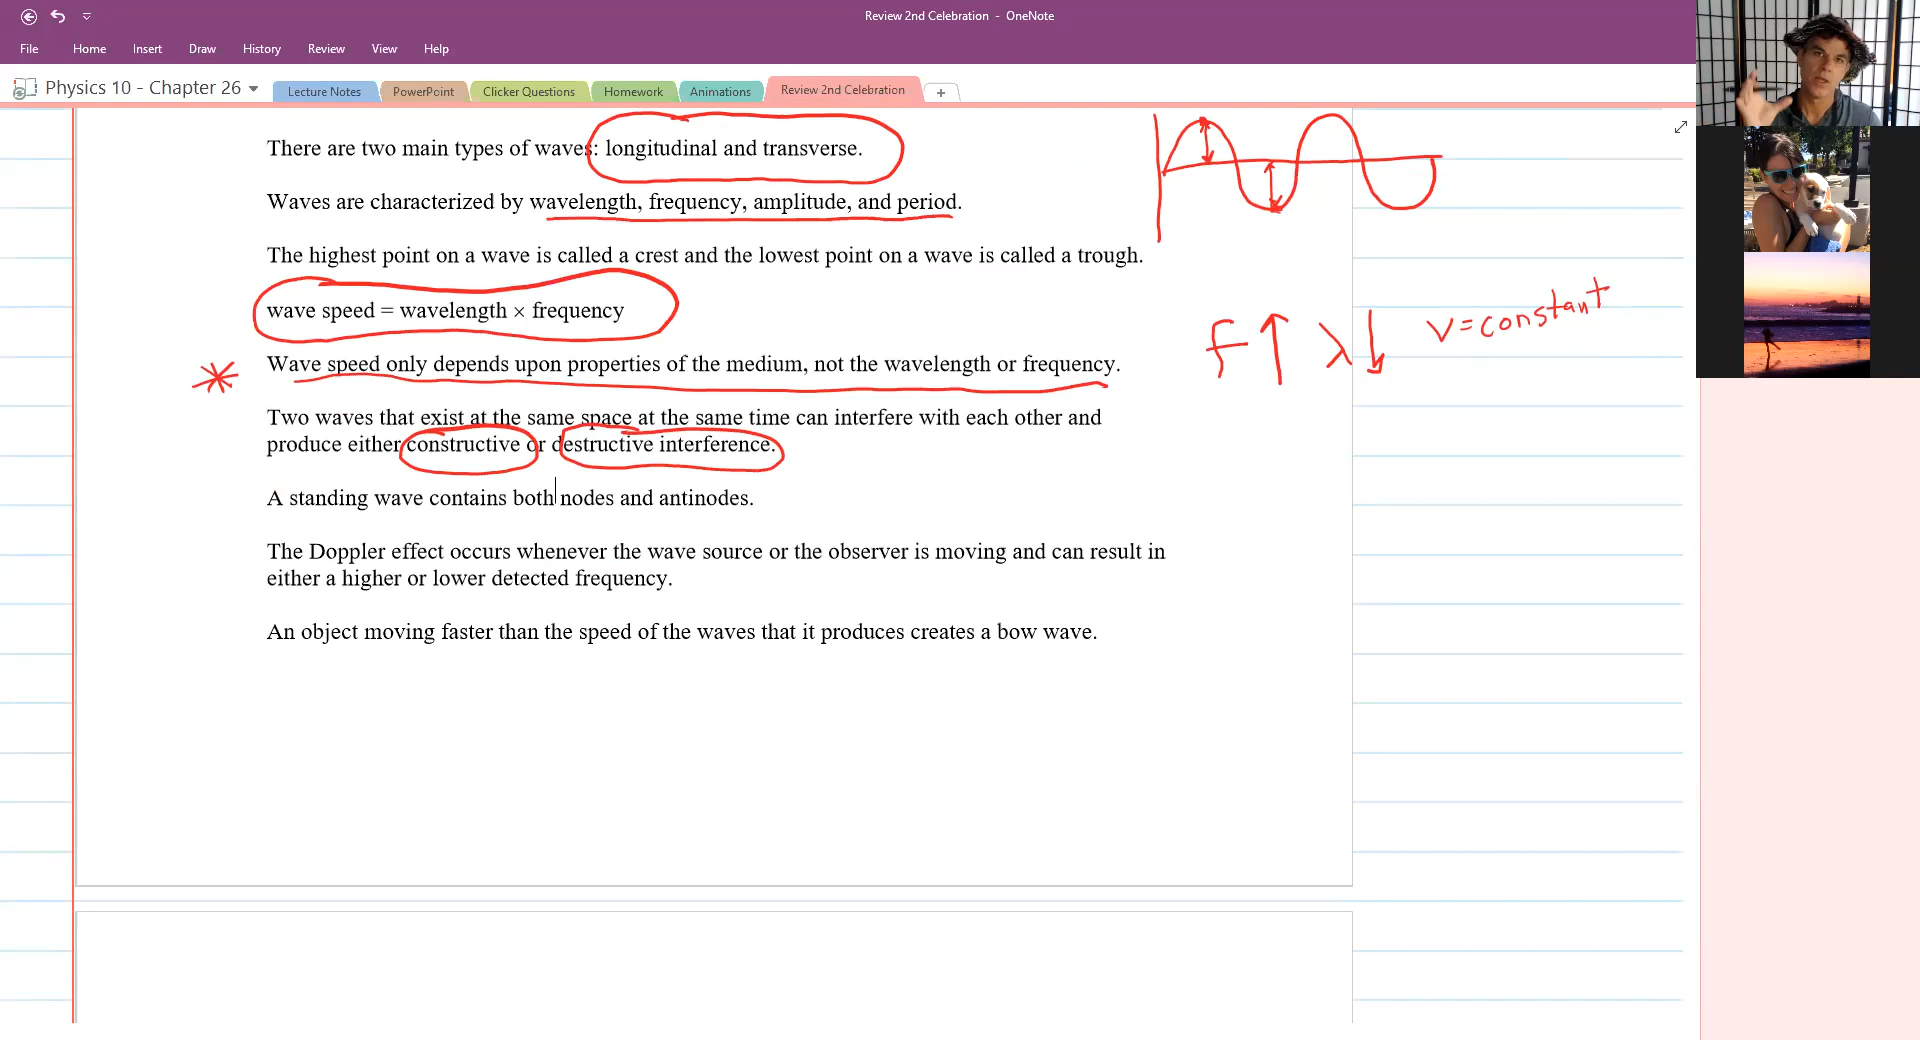 Review 2nd Celebration - OneNote
File Home Insert Draw History Review View Help
Physics 10 - Chapter 26 Lecture Notes PowerPoint Clicker Questions Homework Animations Review 2nd Celebration +
There are two main types of waves: longitudinal and transverse.
Waves are characterized by wavelength, frequency, amplitude, and period.
The highest point on a wave is called a crest and the lowest point on a wave is called a trough.
wave speed = wavelength × frequency
F↑ λ↓ v=constant
* Wave speed only depends upon properties of the medium, not the wavelength or frequency.
Two waves that exist at the same space at the same time can interfere with each other and
produce either constructive or destructive interference.
A standing wave contains both nodes and antinodes.
The Doppler effect occurs whenever the wave source or the observer is moving and can result in
either a higher or lower detected frequency.
An object moving faster than the speed of the waves that it produces creates a bow wave.